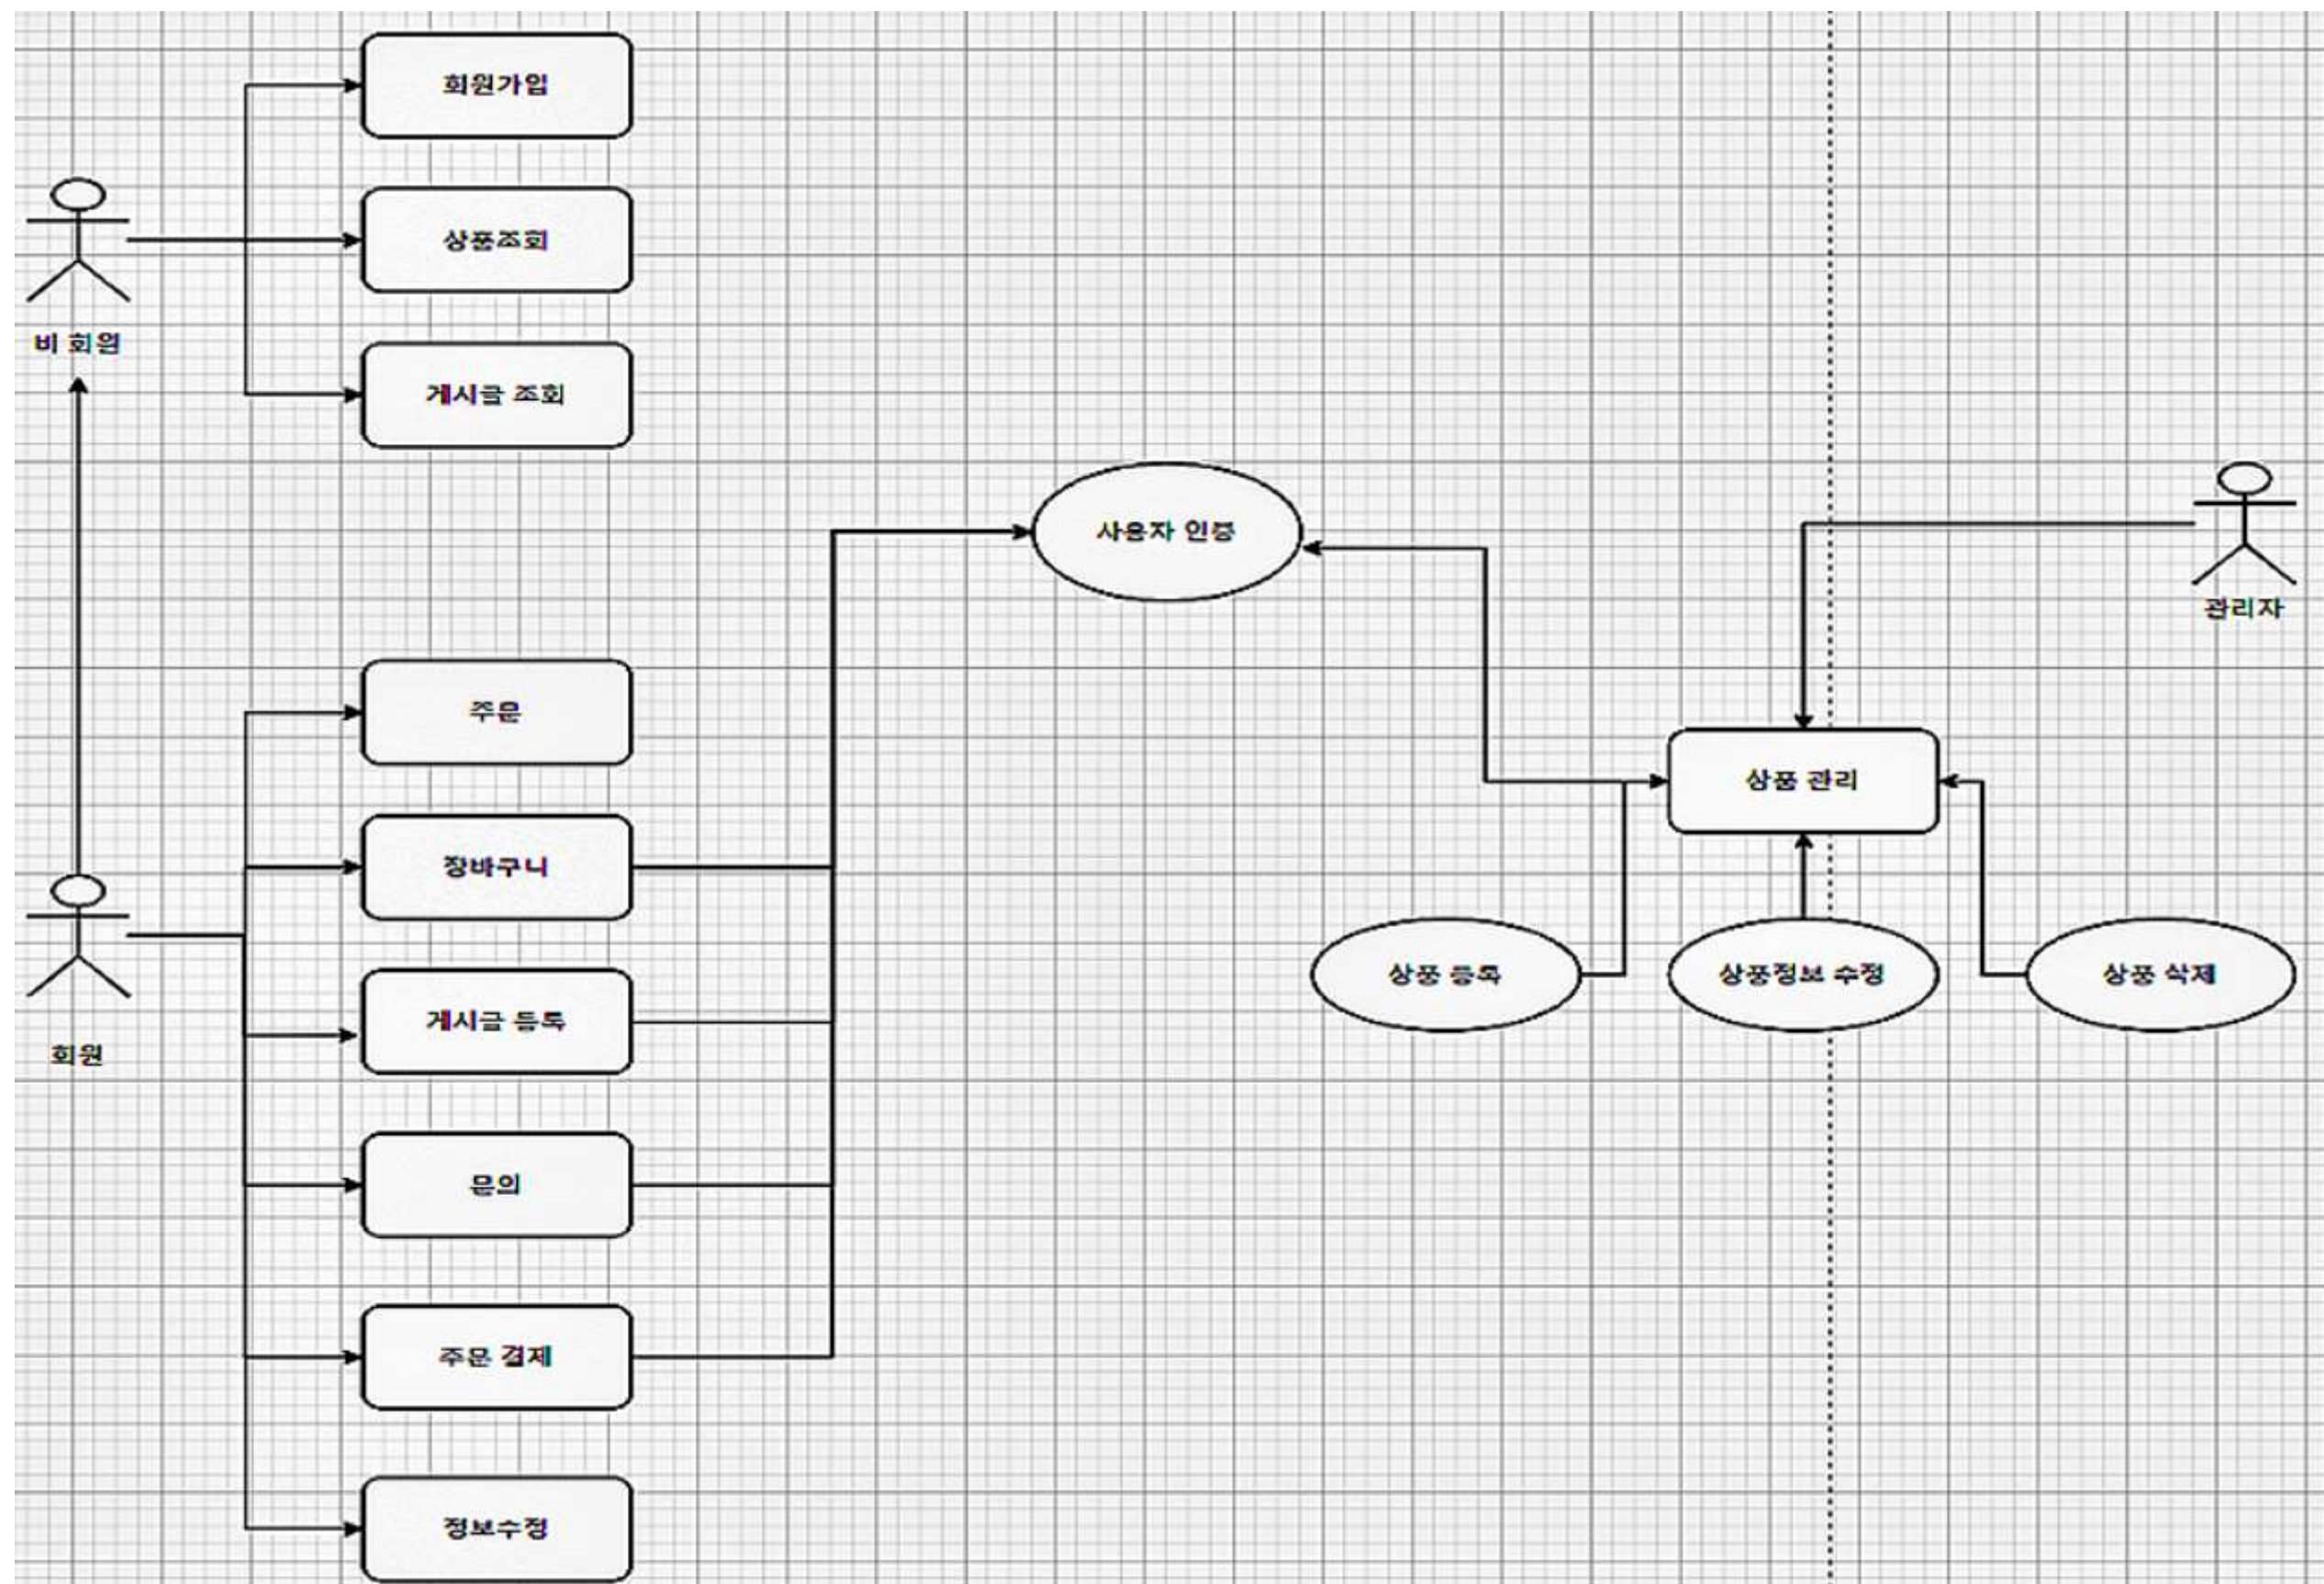 회원가입
상품조회
비 회원
게시글 조회
사용자 인증
관리자
주문
상품 관리
장바구니
상품 등록
상품정보 수정
상품 삭제
게시글 등록
회원
문의
주문 결제
정보수정